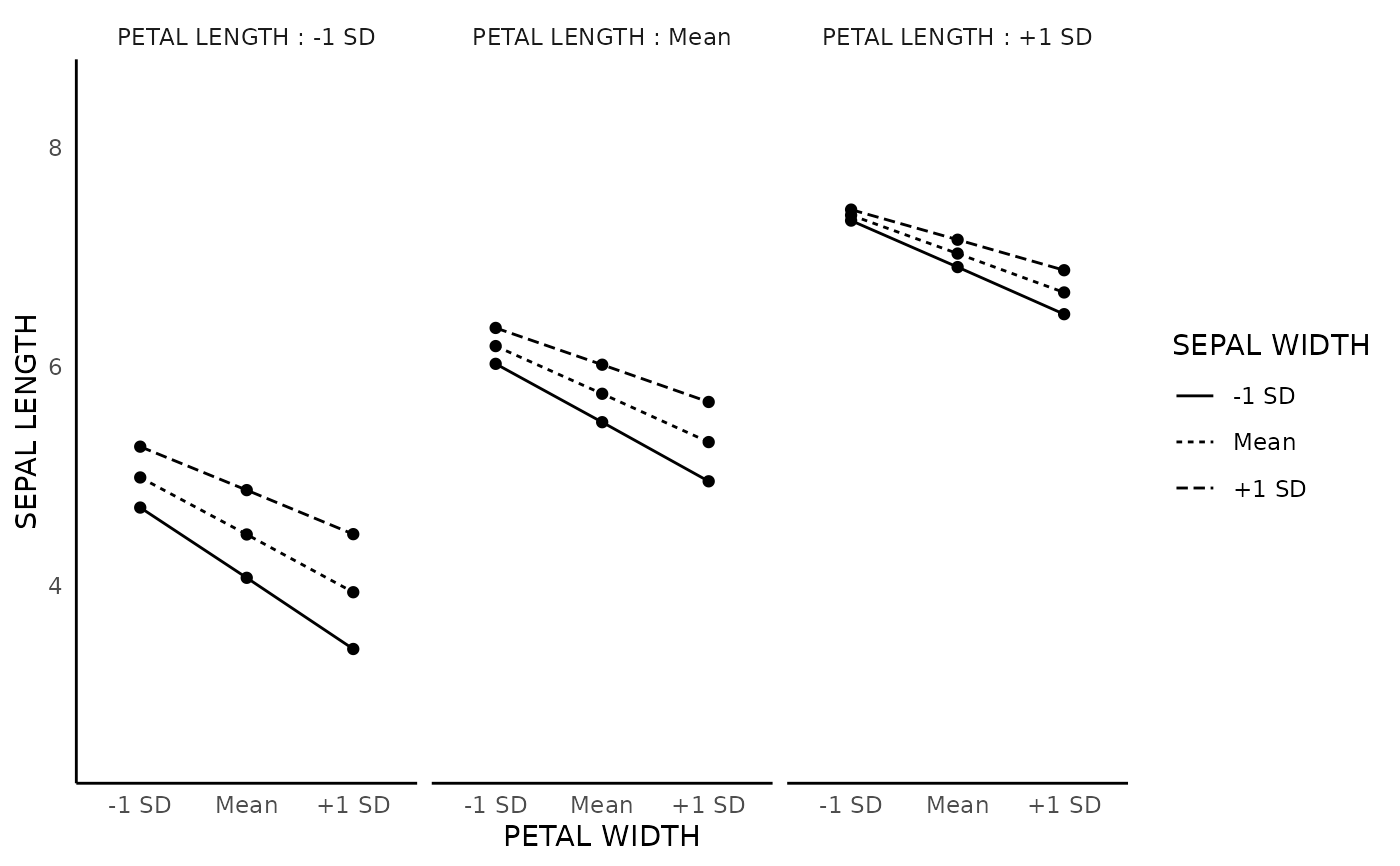 PETAL LENGTH : -1 SD
PETAL LENGTH : Mean
PETAL LENGTH : +1 SD
8
6
4
SEPAL LENGTH
-1 SD Mean +1 SD
-1 SD Mean +1 SD
-1 SD Mean +1 SD
PETAL WIDTH
SEPAL WIDTH
-1 SD
Mean
+1 SD